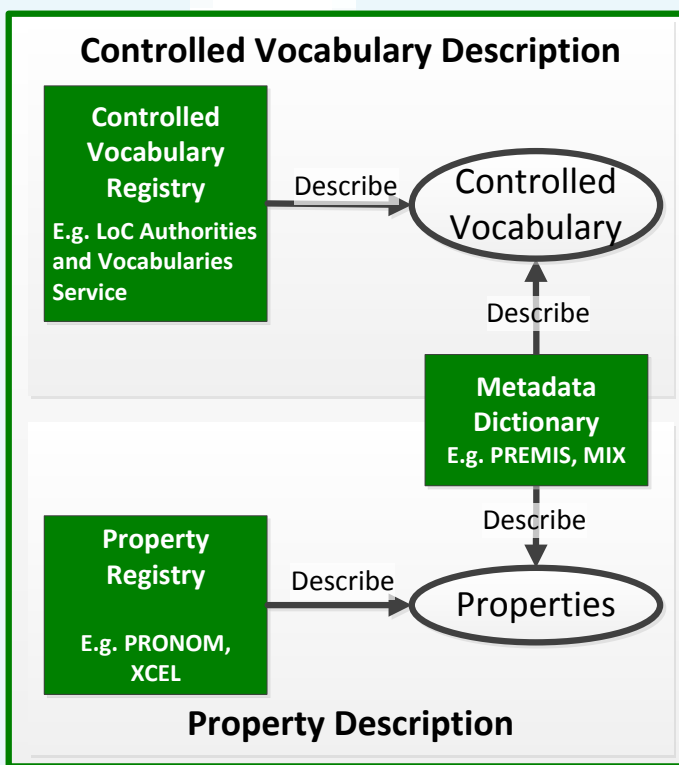 Controlled Vocabulary Description
Controlled
Vocabulary
Registry
E.g. LoC Authorities
and Vocabularies
Service
Describe
Controlled
Vocabulary
Describe
Metadada
Dictionary
E.g. PREMIS, MIX
Describe
Property
Registry
E.g. PRONOM,
XCEL
Describe
Properties
Property Description